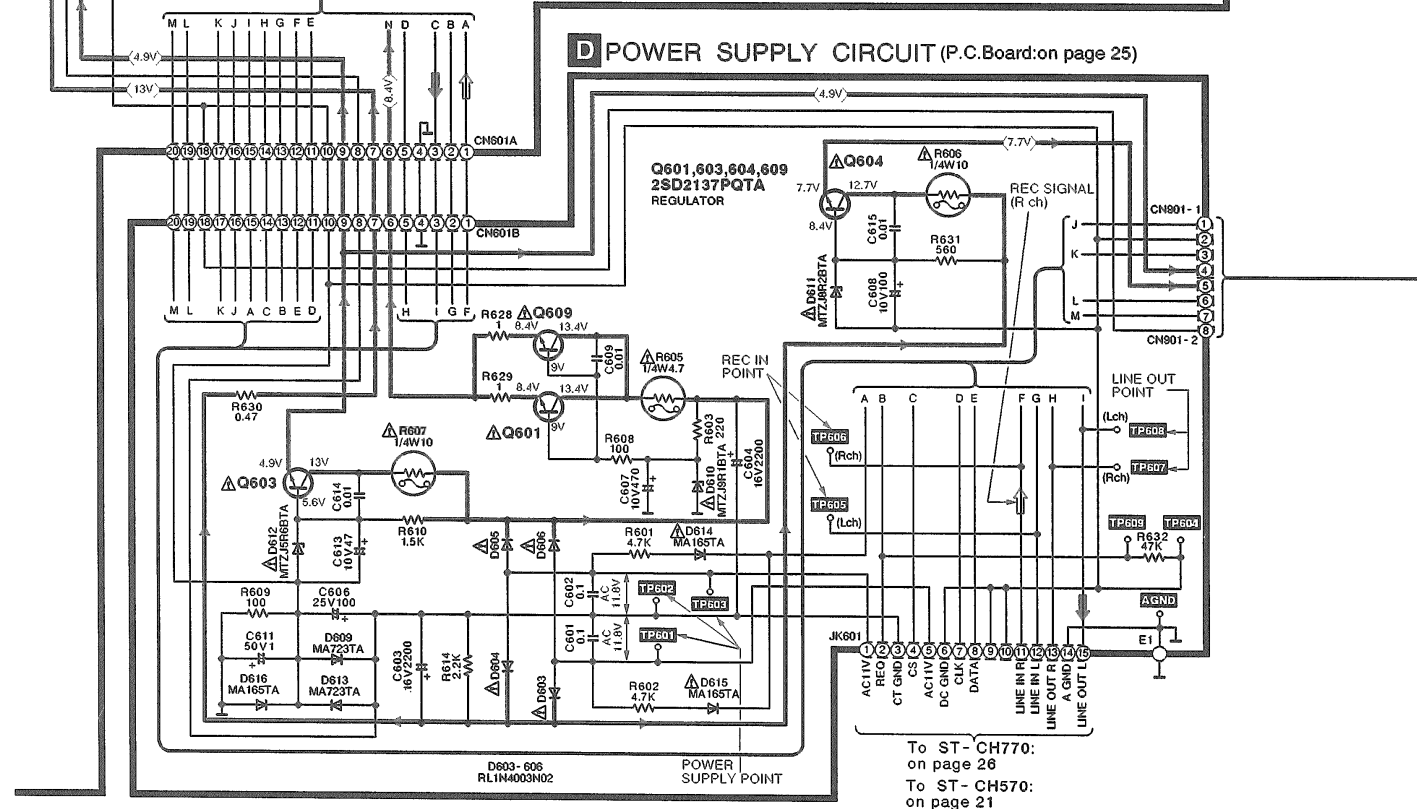 M L K J I H G F E N D C B A
(4.9V)
(13V)
(8.4V)
D POWER SUPPLY CIRCUIT (P.C.Board:on page 25)
(4.9V)
20 19 18 17 16 15 14 13 12 11 10 9 8 7 6 5 4 3 2 1
CN601A
20 19 18 17 16 15 14 13 12 11 10 9 8 7 6 5 4 3 2 1
CN601B
M L K J A C B E D H I G F
Q601,603,604,609
2SD2137PQTA
REGULATOR
Q604
7.7V
12.7V
8.4V
R606
1/4W10
(7.7V)
REC SIGNAL
(R ch)
C615
0.01
R631
560
D611
MTZJ8R2BTA
C608
10V100
CN901-1
J
K
L
M
1
2
3
4
5
6
7
8
CN901-2
R628
1
Q609
8.4V
13.4V
9V
C609
0.01
R605
1/4W4.7
R629
1
8.4V
13.4V
Q601
9V
R608
100
R603
220
C607
10V470
D610
MTZJ9R1BTA
C604
16V2200
R630
0.47
R607
1/4W10
4.9V
13V
Q603
5.6V
C614
0.01
D612
MTZJ5R6BTA
C613
10V47
R610
1.5K
D605
D606
REC IN
POINT
LINE OUT
POINT
A B C D E F G H I
TP606
(Rch)
TP605
(Lch)
(Lch)
TP608
TP607
(Rch)
TP609
TP604
R632
47K
R601
4.7K
D614
MA165TA
C602
0.1
AC
11.8V
TP602
TP603
C601
0.1
AC
11.8V
TP601
R609
100
C606
25V100
C611
50V1
D609
MA723TA
D616
MA165TA
D613
MA723TA
C603
16V2200
R614
2.2K
D604
D603
R602
4.7K
D615
MA165TA
AGND
E1
JK601
1 2 3 4 5 6 7 8 9 10 11 12 13 14 15
AC11V
REQ
CT GND
CS
AC11V
DC GND
CLK
DATA
LINE IN R
LINE IN L
LINE OUT R
A GND
LINE OUT L
D603-606
RL1N4003N02
POWER
SUPPLY POINT
To ST-CH770:
on page 26
To ST-CH570:
on page 21